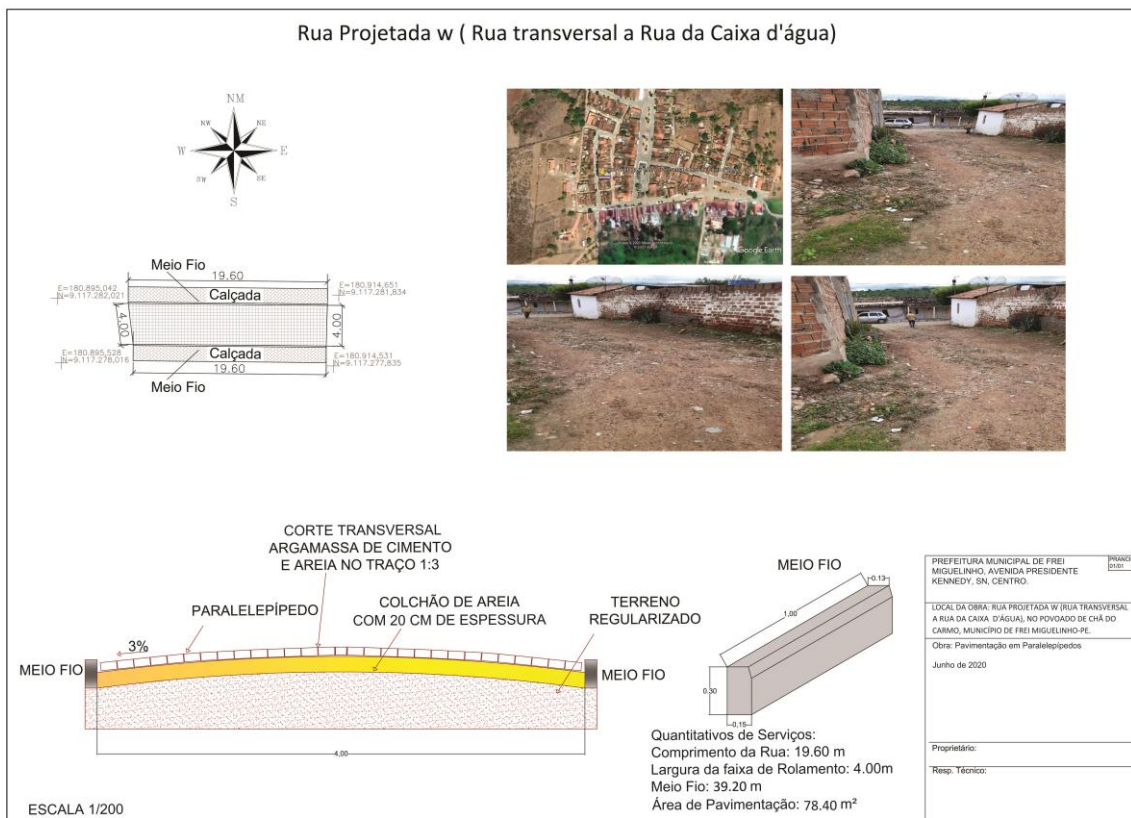 Rua Projetada w ( Rua transversal a Rua da Caixa d'água)
NM
NW
NE
W
E
SW
SE
S
Meio Fio
19.60
E=180.895,042
N=9.117.282,021
E=180.914,651
N=9.117.281,834
Calçada
4.00
4.00
E=180.895,528
N=9.117.278,016
E=180.914,531
N=9.117.277,835
Calçada
19.60
Meio Fio
Google Earth
CORTE TRANSVERSAL
ARGAMASSA DE CIMENTO
E AREIA NO TRAÇO 1:3
PARALELEPÍPEDO
COLCHÃO DE AREIA
COM 20 CM DE ESPESSURA
TERRENO
REGULARIZADO
3%
MEIO FIO
MEIO FIO
4,00
ESCALA 1/200
MEIO FIO
0.13
1.00
0.30
0,15
Quantitativos de Serviços:
Comprimento da Rua: 19.60 m
Largura da faixa de Rolamento: 4.00m
Meio Fio: 39.20 m
Área de Pavimentação: 78.40 m²
PREFEITURA MUNICIPAL DE FREI
MIGUELINHO, AVENIDA PRESIDENTE
KENNEDY, SN, CENTRO.
01/01
LOCAL DA OBRA: RUA PROJETADA W (RUA TRANSVERSAL
A RUA DA CAIXA D'ÁGUA), NO POVOADO DE CHÃ DO
CARMO, MUNICÍPIO DE FREI MIGUELINHO-PE.
Obra: Pavimentação em Paralelepípedos
Junho de 2020
Proprietário:
Resp. Técnico: